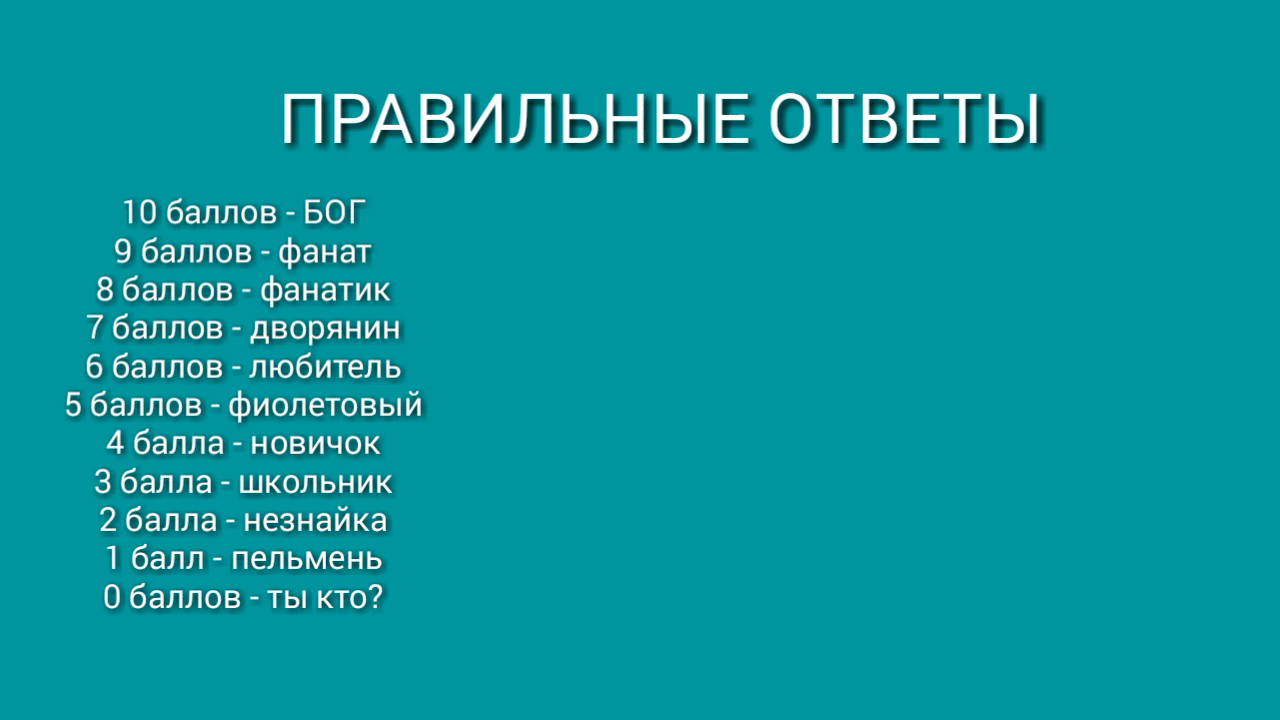 ПРАВИЛЬНЫЕ ОТВЕТЫ
10 баллов - БОГ
9 баллов - фанат
8 баллов - фанатик
7 баллов - дворянин
6 баллов - любитель
5 баллов - фиолетовый
4 балла - новичок
3 балла - школьник
2 балла - незнайка
1 балл - пельмень
0 баллов - ты кто?